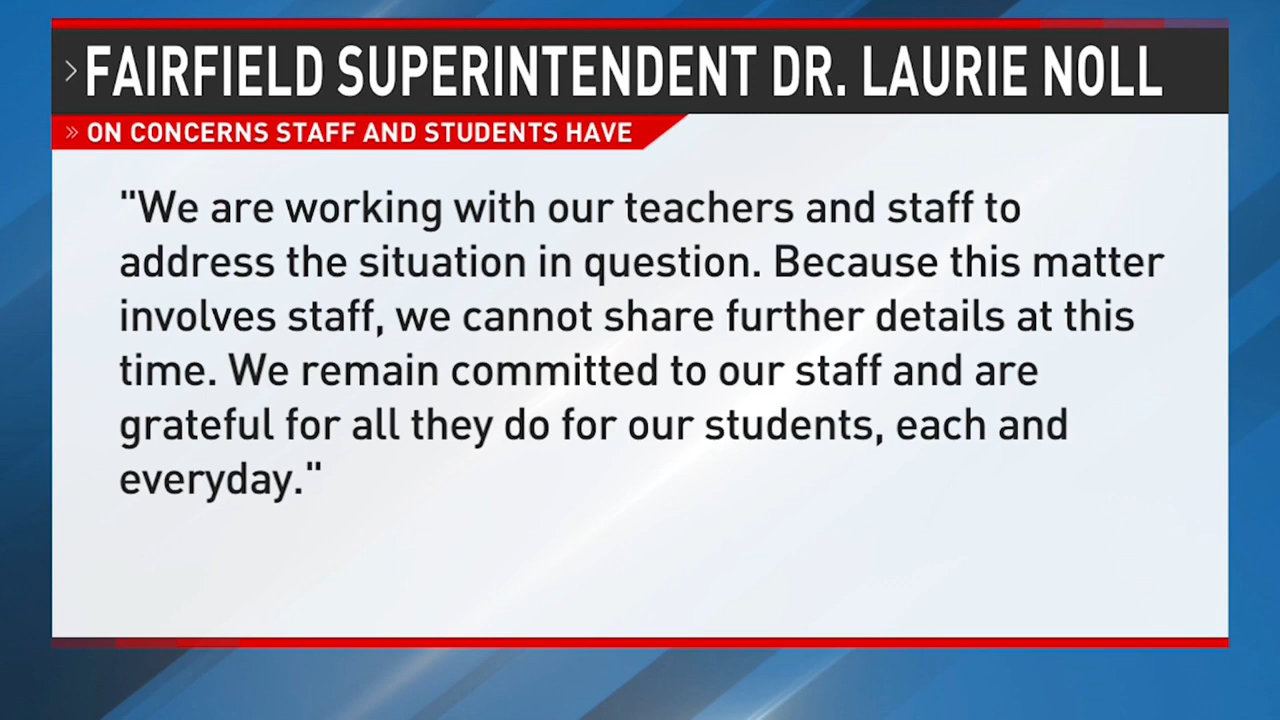 › FAIRFIELD SUPERINTENDENT DR. LAURIE NOLL
» ON CONCERNS STAFF AND STUDENTS HAVE
"We are working with our teachers and staff to
address the situation in question. Because this matter
involves staff, we cannot share further details at this
time. We remain committed to our staff and are
grateful for all they do for our students, each and
everyday."